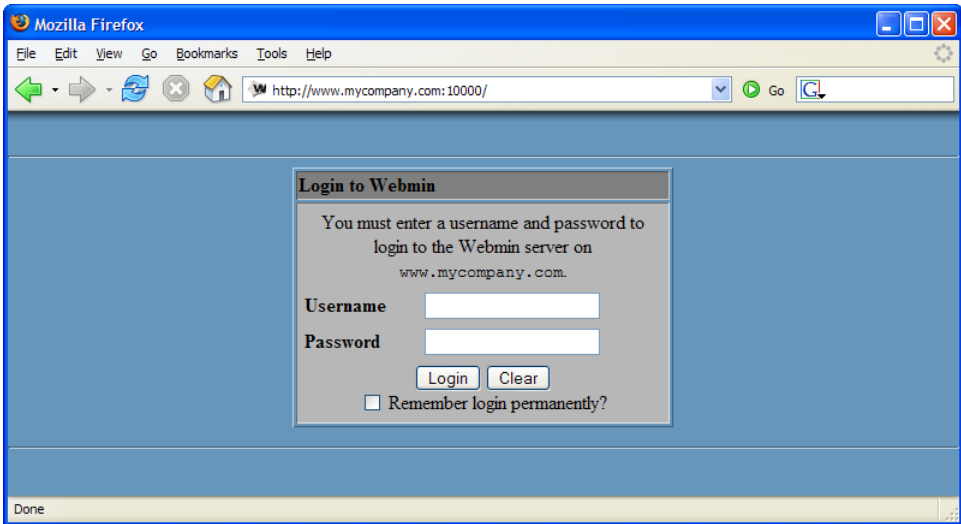 Mozilla Firefox
File Edit View Go Bookmarks Tools Help
http://www.mycompany.com:10000/ Go G
Login to Webmin
You must enter a username and password to
login to the Webmin server on
www.mycompany.com.
Username
Password
Login Clear
Remember login permanently?
Done